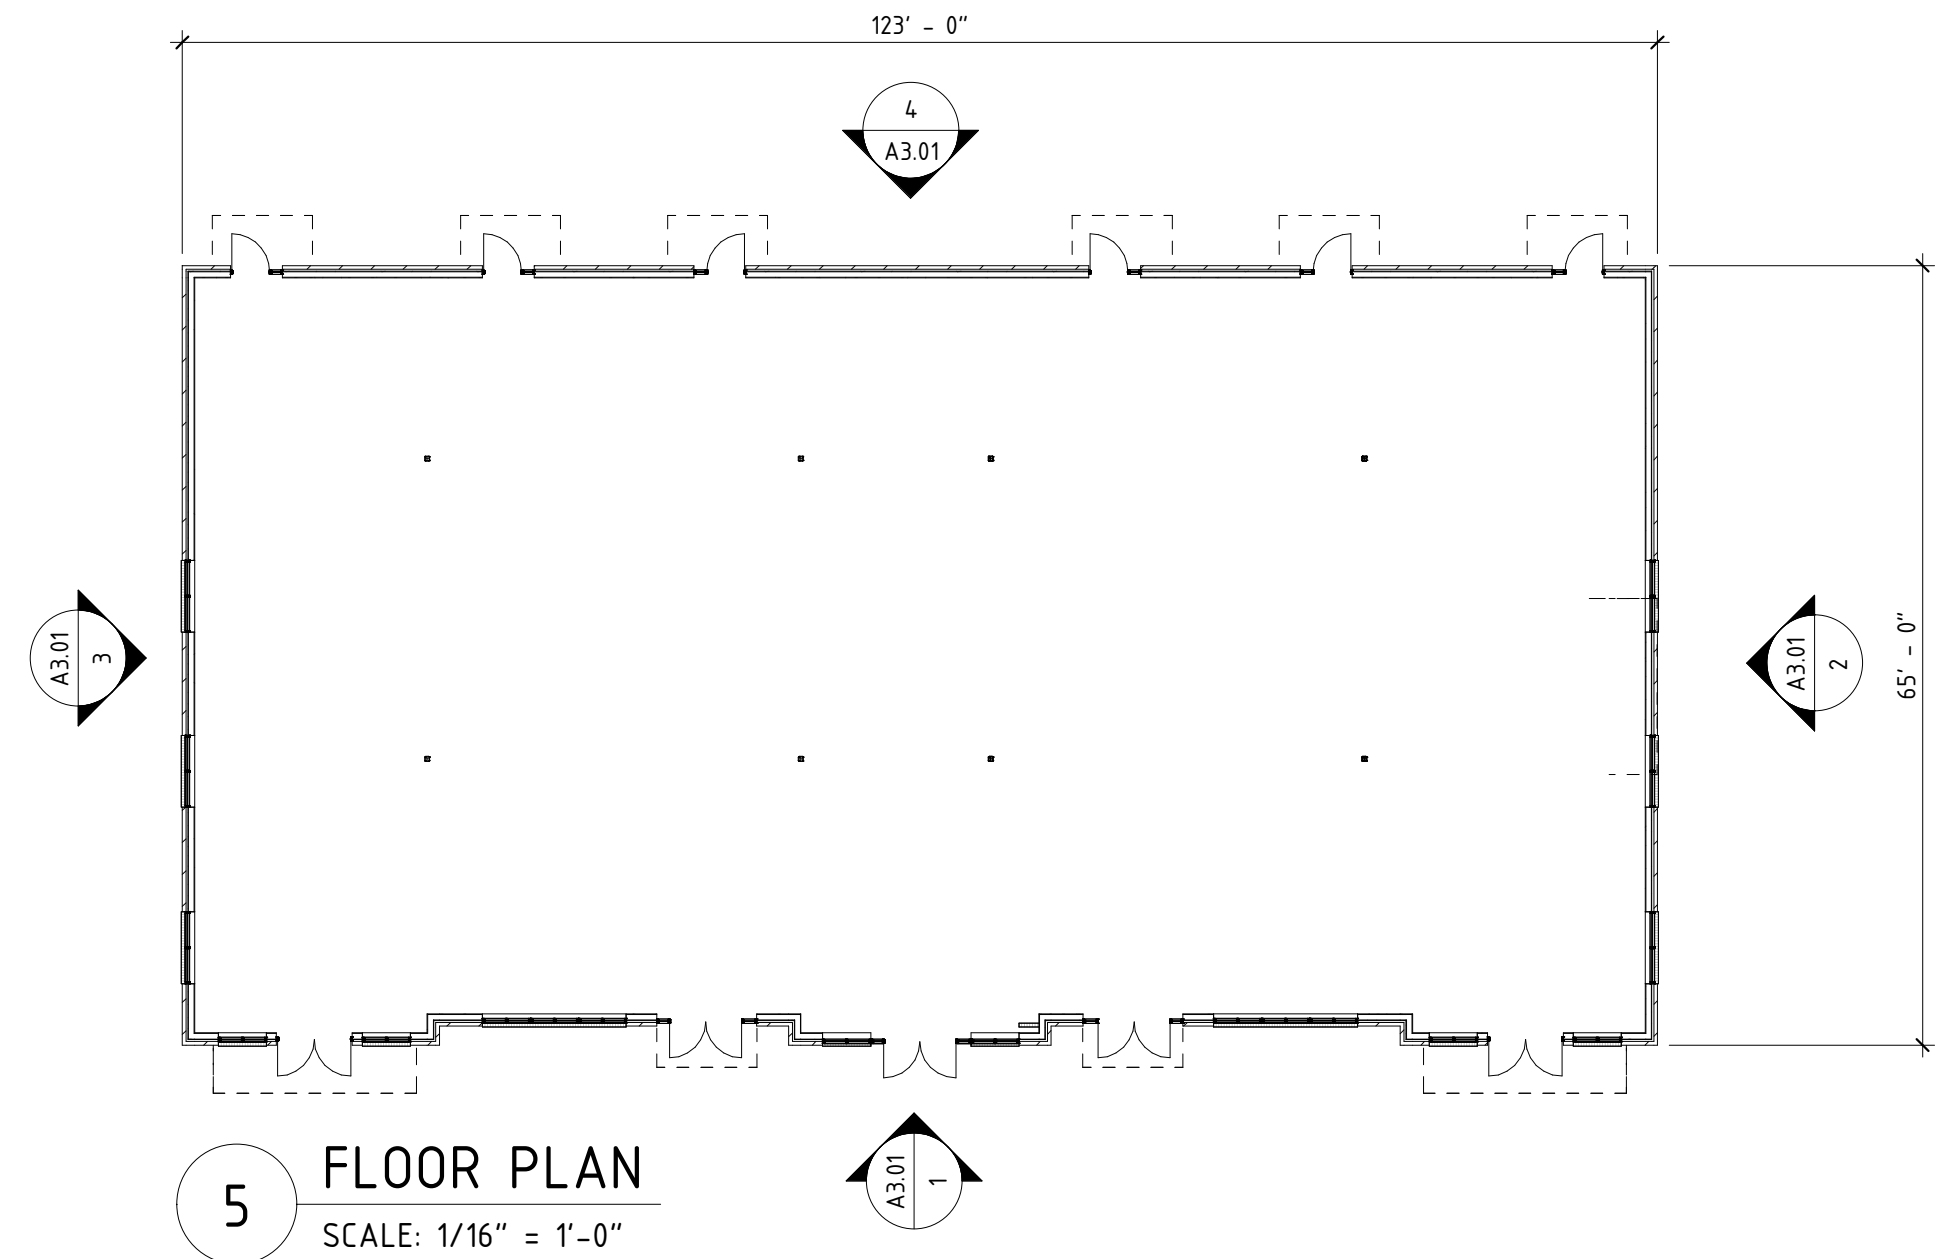 123' - 0"
4
A3.01
A3.01
3
A3.01
2
65' - 0"
A3.01
1
5
FLOOR PLAN
SCALE: 1/16" = 1'-0"